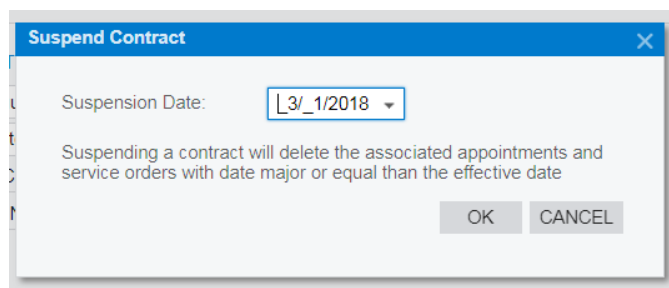 Suspend Contract
Suspension Date: _3/_1/2018
Suspending a contract will delete the associated appointments and
service orders with date major or equal than the effective date
OK CANCEL